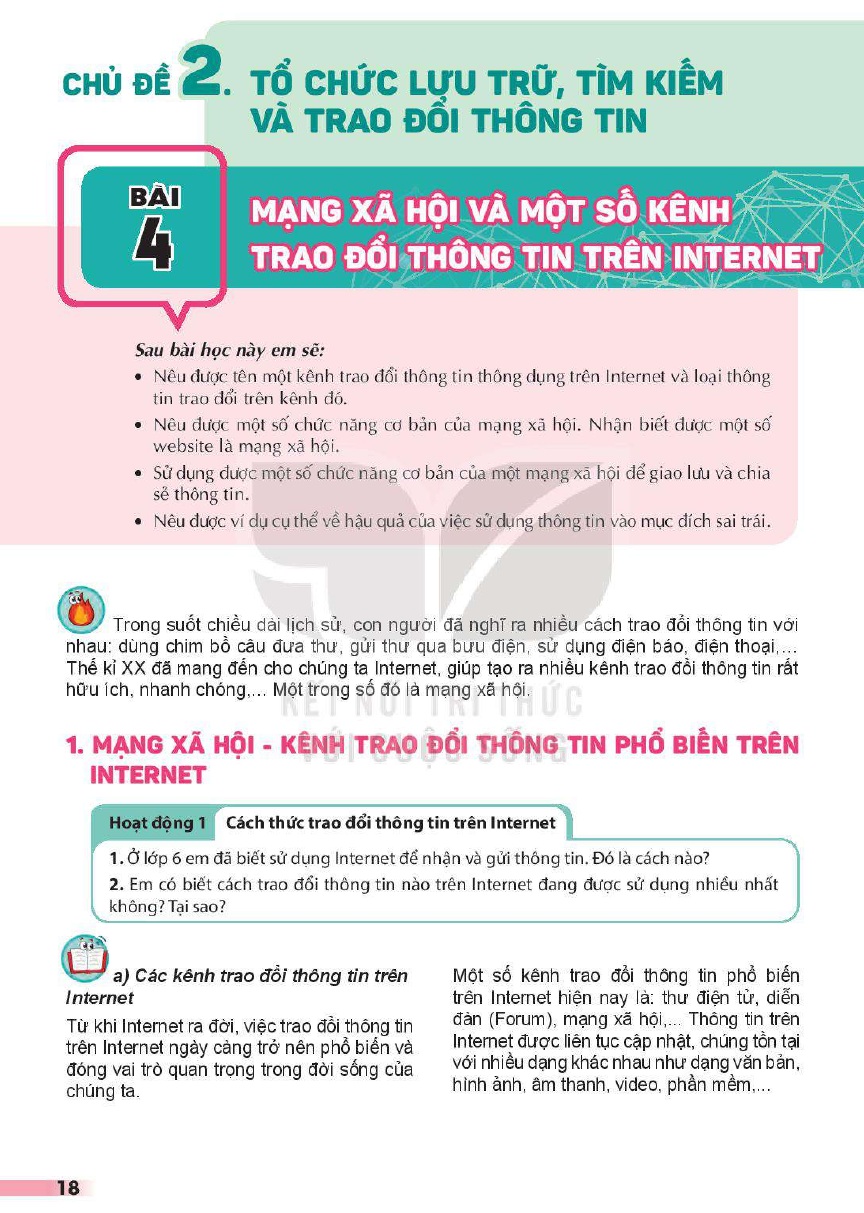 CHỦ ĐỀ 2. TỔ CHỨC LƯU TRỮ, TÌM KIẾM
VÀ TRAO ĐỔI THÔNG TIN
BÀI
4
MẠNG XÃ HỘI VÀ MỘT SỐ KÊNH
TRAO ĐỔI THÔNG TIN TRÊN INTERNET
Sau bài học này em sẽ:
• Nêu được tên một kênh trao đổi thông tin thông dụng trên Internet và loại thông
tin trao đổi trên kênh đó.
• Nêu được một số chức năng cơ bản của mạng xã hội. Nhận biết được một số
website là mạng xã hội.
• Sử dụng được một số chức năng cơ bản của một mạng xã hội để giao lưu và chia
sẻ thông tin.
• Nêu được ví dụ cụ thể về hậu quả của việc sử dụng thông tin vào mục đích sai trái.
Trong suốt chiều dài lịch sử, con người đã nghĩ ra nhiều cách trao đổi thông tin với
nhau: dùng chim bồ câu đưa thư, gửi thư qua bưu điện, sử dụng điện báo, điện thoại,...
Thế kỉ XX đã mang đến cho chúng ta Internet, giúp tạo ra nhiều kênh trao đổi thông tin rất
hữu ích, nhanh chóng,... Một trong số đó là mạng xã hội.
KẾT NỐI TRI THỨC
VỚI CUỘC SỐNG
1. MẠNG XÃ HỘI - KÊNH TRAO ĐỔI THÔNG TIN PHỔ BIẾN TRÊN
INTERNET
Hoạt động 1 Cách thức trao đổi thông tin trên Internet
1. Ở lớp 6 em đã biết sử dụng Internet để nhận và gửi thông tin. Đó là cách nào?
2. Em có biết cách trao đổi thông tin nào trên Internet đang được sử dụng nhiều nhất
không? Tại sao?
a) Các kênh trao đổi thông tin trên
Internet
Từ khi Internet ra đời, việc trao đổi thông tin
trên Internet ngày càng trở nên phổ biến và
đóng vai trò quan trọng trong đời sống của
chúng ta.
Một số kênh trao đổi thông tin phổ biến
trên Internet hiện nay là: thư điện tử, diễn
đàn (Forum), mạng xã hội,... Thông tin trên
Internet được liên tục cập nhật, chúng tồn tại
với nhiều dạng khác nhau như dạng văn bản,
hình ảnh, âm thanh, video, phần mềm,...
18